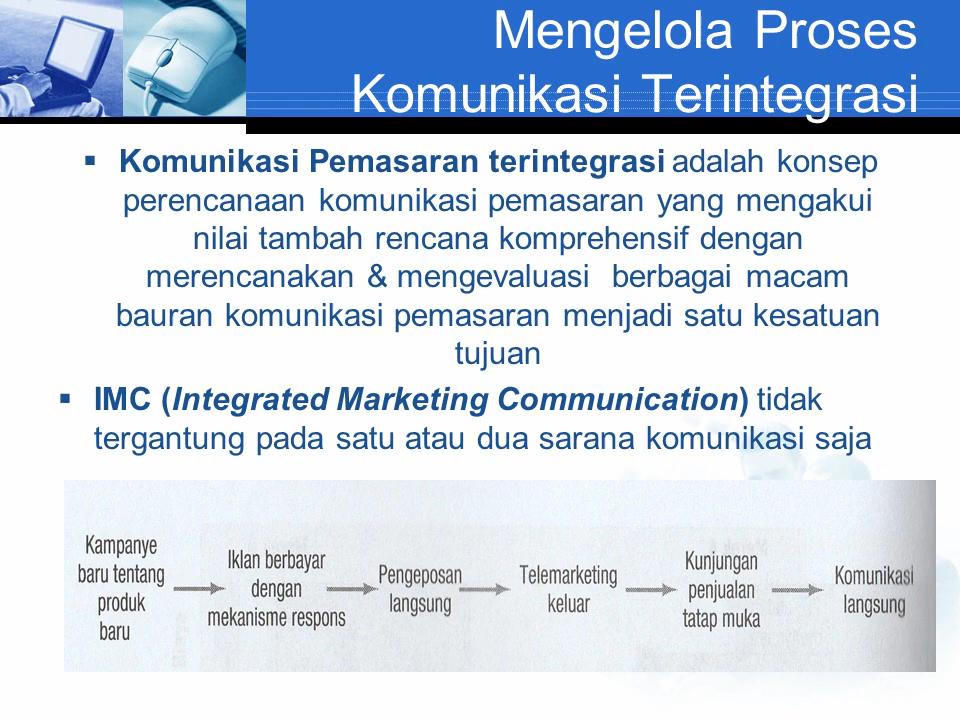 Mengelola Proses
Komunikasi Terintegrasi
▪ Komunikasi Pemasaran terintegrasi adalah konsep
perencanaan komunikasi pemasaran yang mengakui
nilai tambah rencana komprehensif dengan
merencanakan & mengevaluasi berbagai macam
bauran komunikasi pemasaran menjadi satu kesatuan
tujuan
▪ IMC (Integrated Marketing Communication) tidak
tergantung pada satu atau dua sarana komunikasi saja
Kampanye
baru tentang
produk
baru
Iklan berbayar
dengan
mekanisme respons
Pengeposan
langsung
Telemarketing
keluar
Kunjungan
penjualan
tatap muka
Komunikasi
langsung